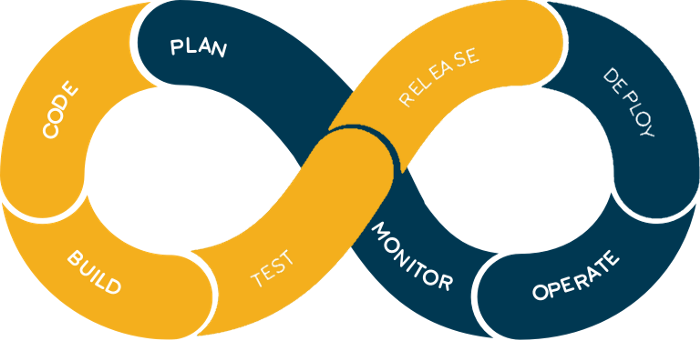 PLAN
CODE
BUILD
TEST
RELEASE
DEPLOY
OPERATE
MONITOR